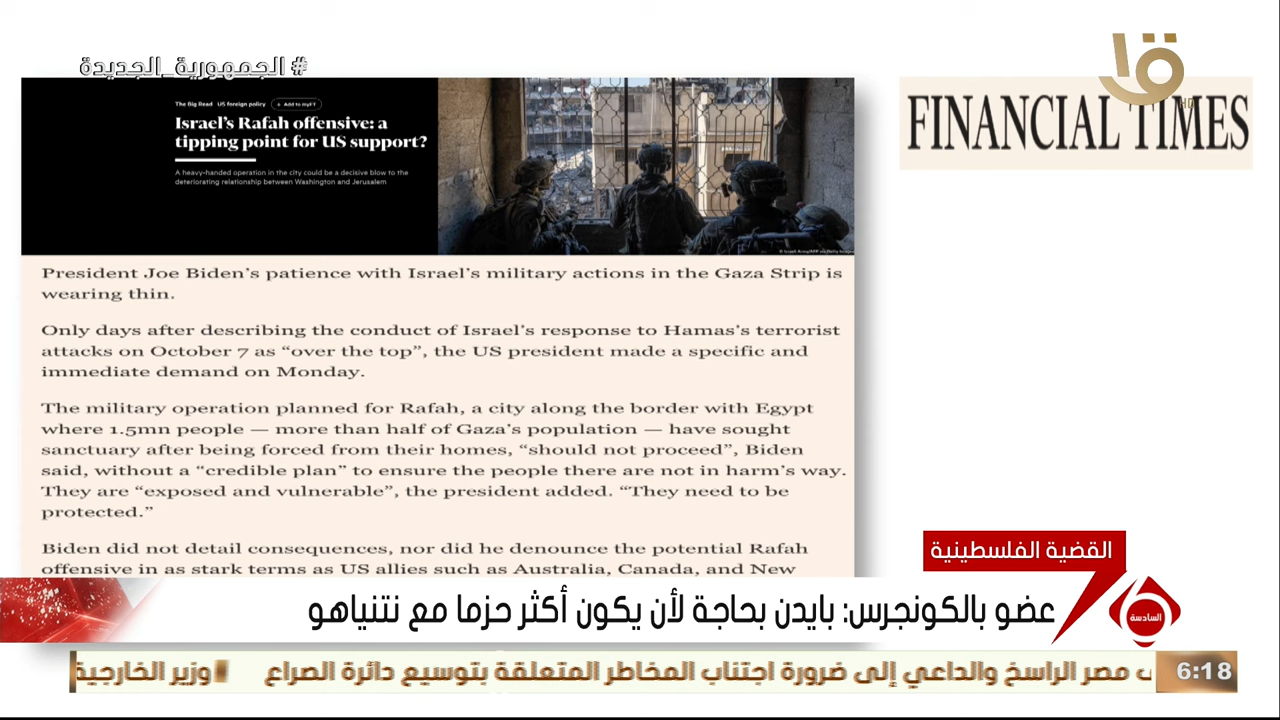 # الجمهورية_الجديدة
The Big Read US foreign policy + Add to myFT
Israel's Rafah offensive: a
tipping point for US support?
A heavy-handed operation in the city could be a decisive blow to the
deteriorating relationship between Washington and Jerusalem
FINANCIAL TIMES
President Joe Biden's patience with Israel's military actions in the Gaza Strip is
wearing thin.
Only days after describing the conduct of Israel's response to Hamas's terrorist
attacks on October 7 as “over the top”, the US president made a specific and
immediate demand on Monday.
The military operation planned for Rafah, a city along the border with Egypt
where 1.5mn people — more than half of Gaza's population — have sought
sanctuary after being forced from their homes, “should not proceed”, Biden
said, without a “credible plan” to ensure the people there are not in harm's way.
They are “exposed and vulnerable”, the president added. “They need to be
protected.”
Biden did not detail consequences, nor did he denounce the potential Rafah
offensive in as stark terms as US allies such as Australia, Canada, and New
القضية الفلسطينية
السادسة
عضو بالكونجرس: بايدن بحاجة لأن يكون أكثر حزما مع نتنياهو
مصر الراسخ والداعي إلى ضرورة اجتناب المخاطر المتعلقة بتوسيع دائرة الصراع وزير الخارجية
6:18